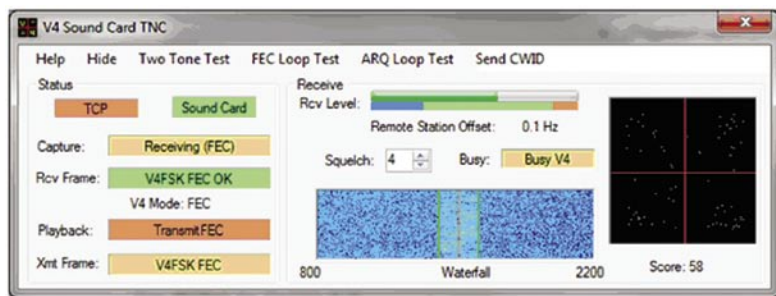 V4 Sound Card TNC
Help Hide Two Tone Test FEC Loop Test ARQ Loop Test Send CWID
Status
TCP Sound Card
Capture: Receiving (FEC)
Rcv Frame: V4FSK FEC OK
V4 Mode: FEC
Playback: TransmitFEC
Xmt Frame: V4FSK FEC
Receive
Rcv Level:
Remote Station Offset: 0.1 Hz
Squelch: 4 Busy: Busy V4
800 Waterfall 2200
Score: 58